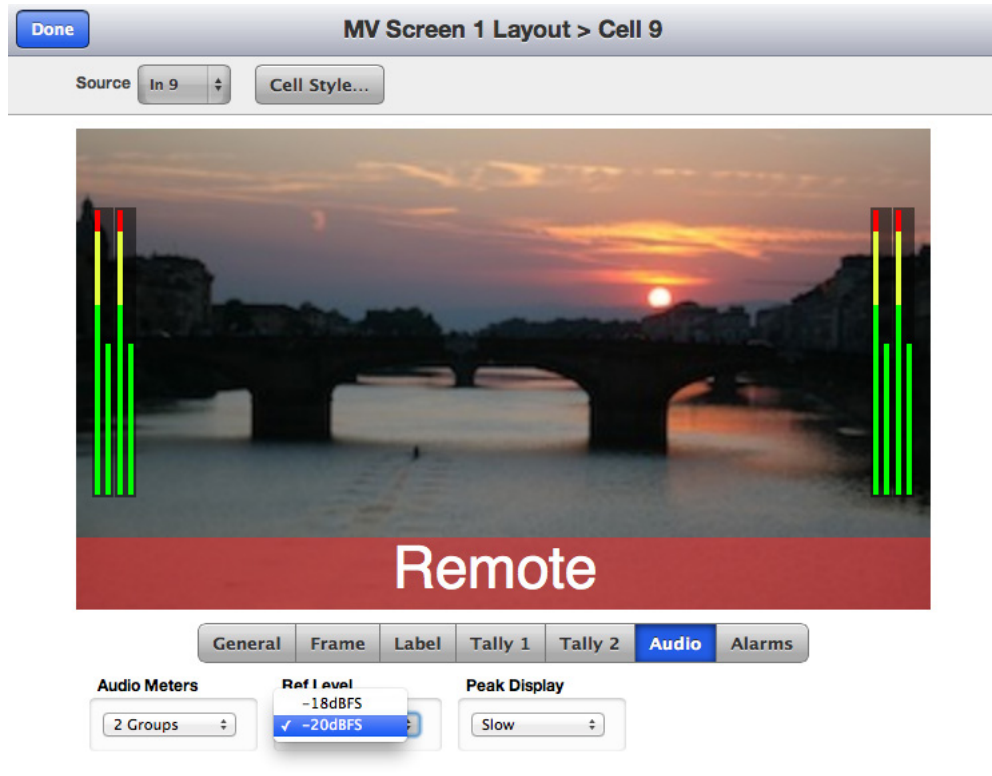 Done
MV Screen 1 Layout > Cell 9
Source In 9 Cell Style...
Remote
General Frame Label Tally 1 Tally 2 Audio Alarms
Audio Meters Ref Level Peak Display
-18dBFS
2 Groups ✓ -20dBFS Slow